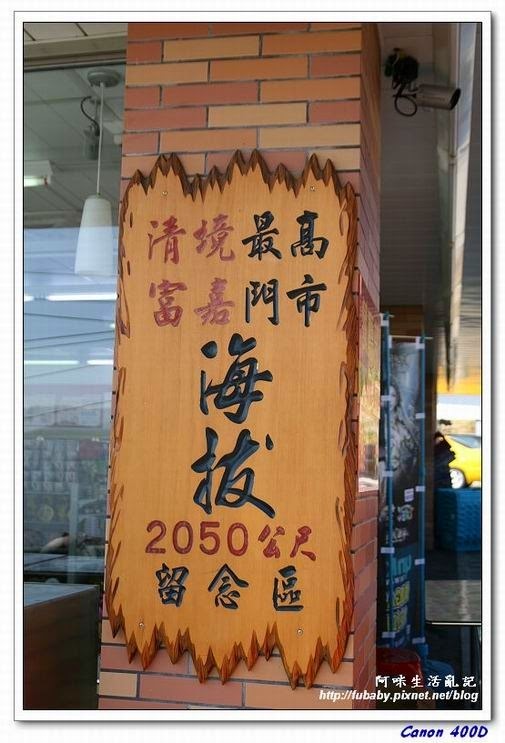 清境最高
富嘉門市
海拔
2050公尺
留念區
阿味生活亂記
http://fubaby.pixnet.net/blog
Canon 400D